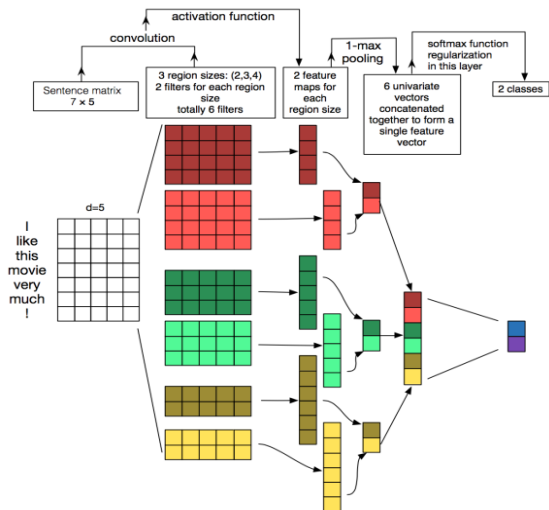 activation function
convolution
1-max
pooling
softmax function
regularization
in this layer
Sentence matrix
7 × 5
3 region sizes: (2,3,4)
2 filters for each region
size
totally 6 filters
2 feature
maps for
each
region size
6 univariate
vectors
concatenated
together to form a
single feature
vector
2 classes
d=5
I
like
this
movie
very
much
!